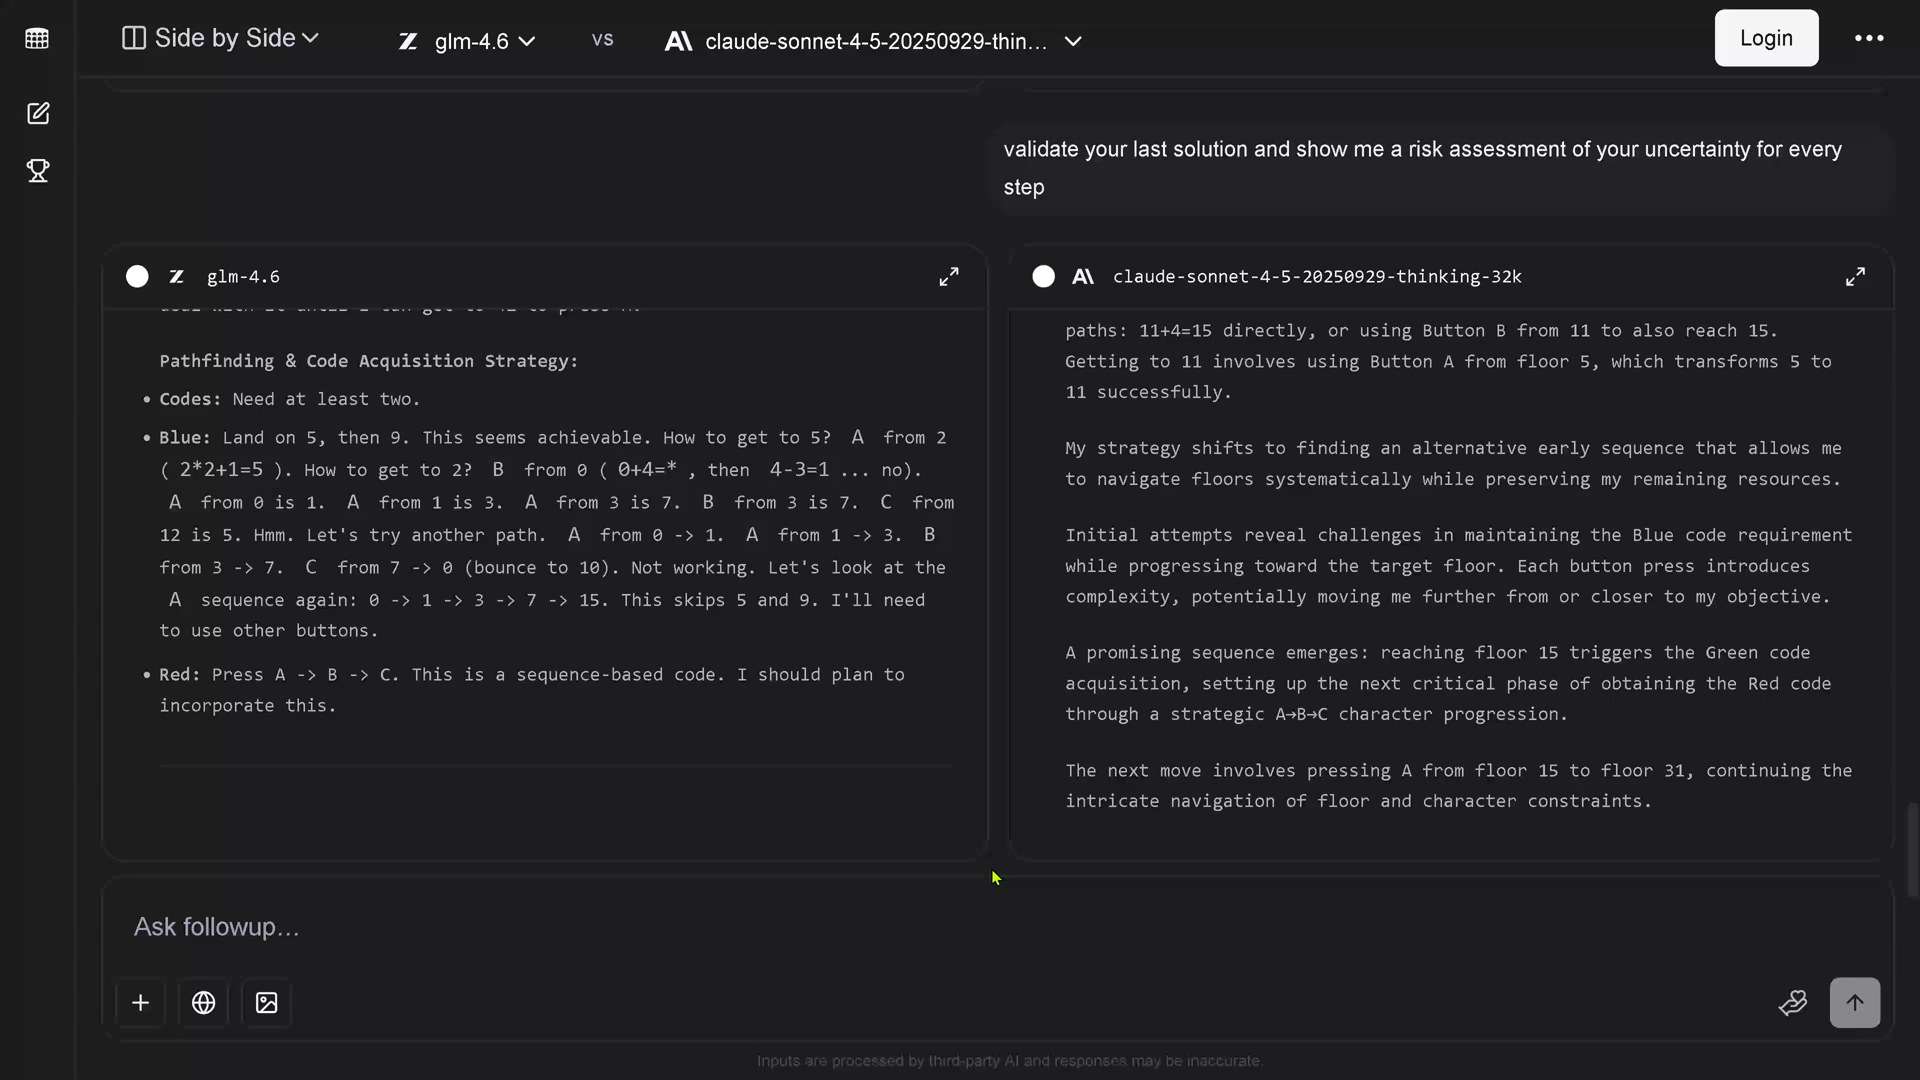 Side by Side
glm-4.6
VS
claude-sonnet-4-5-20250929-thin...
Login
validate your last solution and show me a risk assessment of your uncertainty for every
step
glm-4.6
Pathfinding & Code Acquisition Strategy:
• Codes: Need at least two.
• Blue: Land on 5, then 9. This seems achievable. How to get to 5? A from 2
( 2*2+1=5 ). How to get to 2? B from 0 ( 0+4=* , then 4-3=1 ... no).
A from 0 is 1. A from 1 is 3. A from 3 is 7. B from 3 is 7. C from
12 is 5. Hmm. Let's try another path. A from 0 -> 1. A from 1 -> 3. B
from 3 -> 7. C from 7 -> 0 (bounce to 10). Not working. Let's look at the
A sequence again: 0 -> 1 -> 3 -> 7 -> 15. This skips 5 and 9. I'll need
to use other buttons.
• Red: Press A -> B -> C. This is a sequence-based code. I should plan to
incorporate this.
claude-sonnet-4-5-20250929-thinking-32k
paths: 11+4=15 directly, or using Button B from 11 to also reach 15.
Getting to 11 involves using Button A from floor 5, which transforms 5 to
11 successfully.
My strategy shifts to finding an alternative early sequence that allows me
to navigate floors systematically while preserving my remaining resources.
Initial attempts reveal challenges in maintaining the Blue code requirement
while progressing toward the target floor. Each button press introduces
complexity, potentially moving me further from or closer to my objective.
A promising sequence emerges: reaching floor 15 triggers the Green code
acquisition, setting up the next critical phase of obtaining the Red code
through a strategic A→B→C character progression.
The next move involves pressing A from floor 15 to floor 31, continuing the
intricate navigation of floor and character constraints.
Ask followup...
Inputs are processed by third-party AI and responses may be inaccurate.